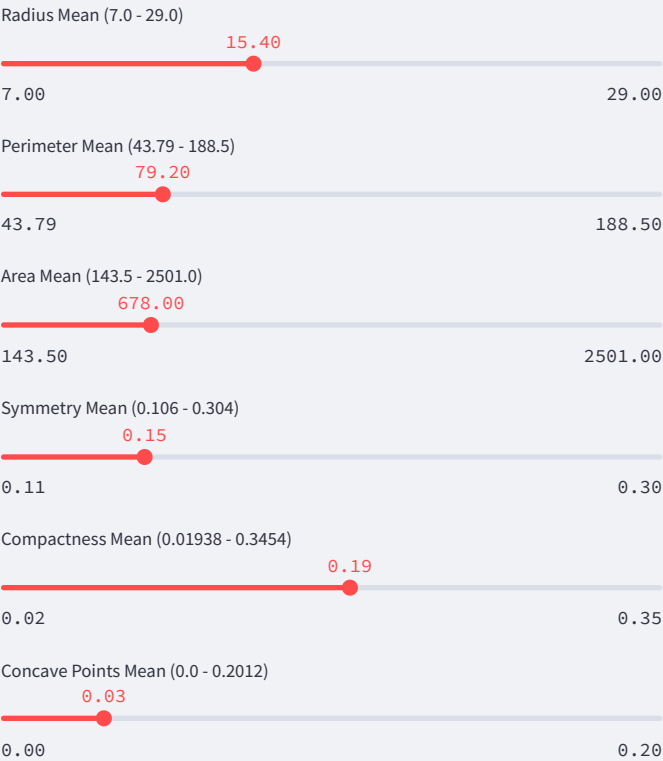 Radius Mean (7.0 - 29.0)
15.40
7.00 29.00
Perimeter Mean (43.79 - 188.5)
79.20
43.79 188.50
Area Mean (143.5 - 2501.0)
678.00
143.50 2501.00
Symmetry Mean (0.106 - 0.304)
0.15
0.11 0.30
Compactness Mean (0.01938 - 0.3454)
0.19
0.02 0.35
Concave Points Mean (0.0 - 0.2012)
0.03
0.00 0.20